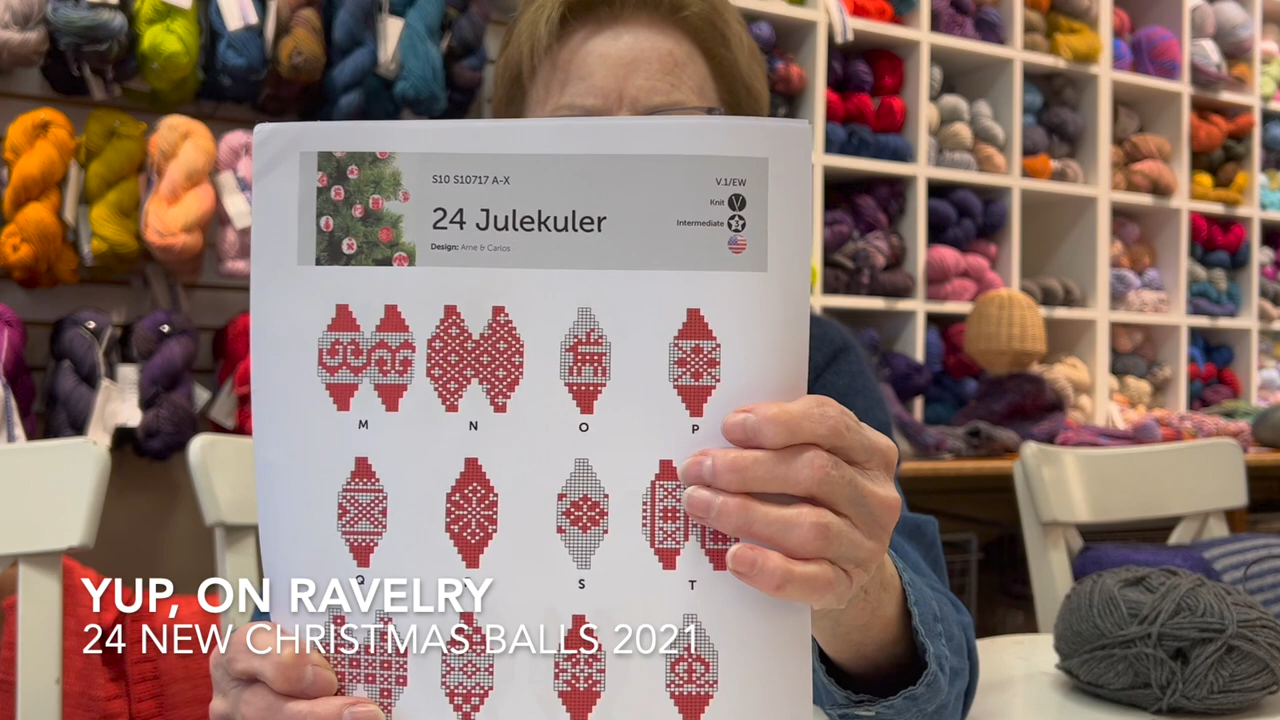 S10 S10717 A-X
V.1/EW
Knit
24 Julekuler
Intermediate
Design: Arne & Carlos
M N O P
Q S T
YUP, ON RAVELRY
24 NEW CHRISTMAS BALLS 2021